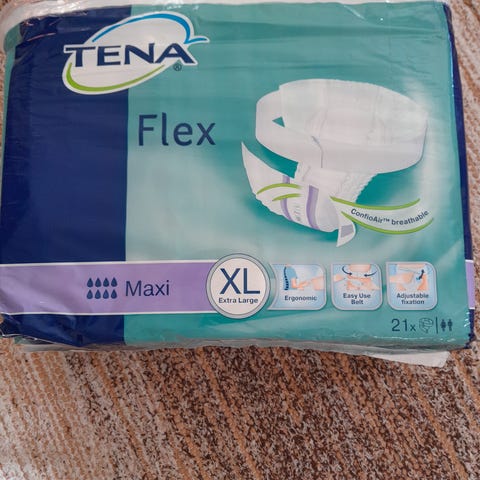 TENA®
Flex
ConfioAir™ breathable
Maxi
XL
Extra Large
Ergonomic
Easy Use
Belt
Adjustable
fixation
21x